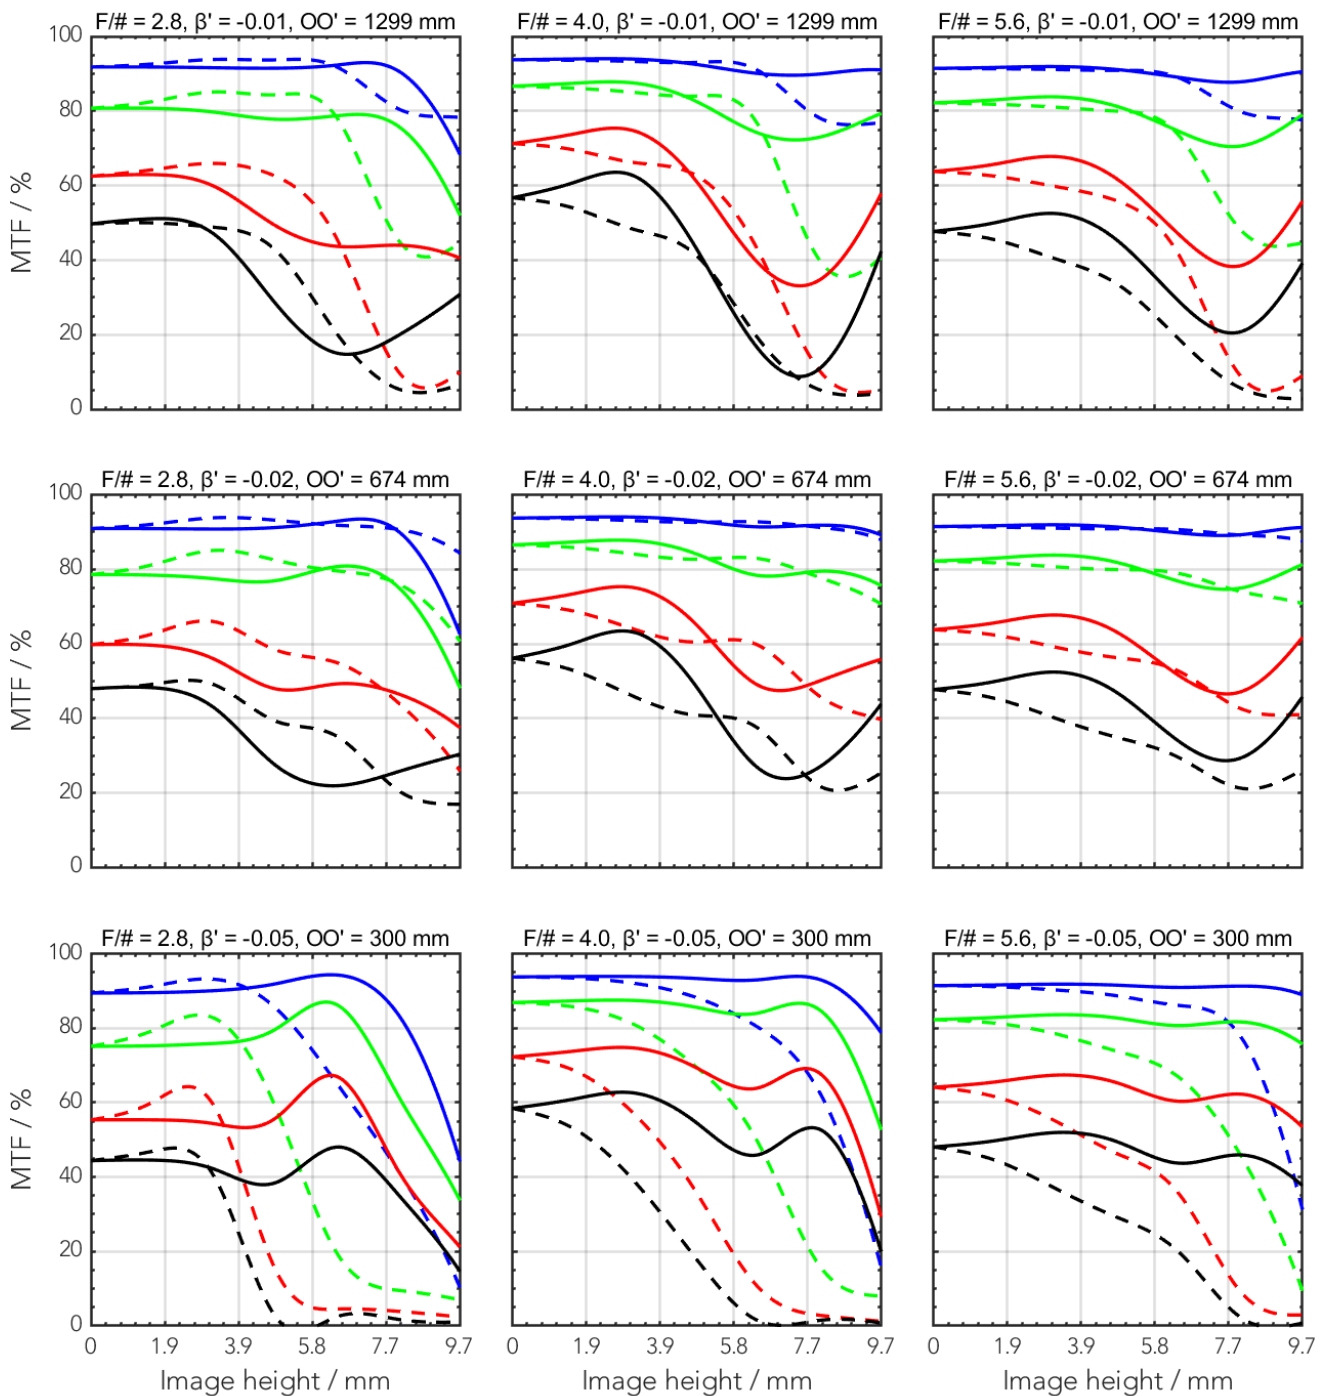 F/# = 2.8, β' = -0.01, OO' = 1299 mm
F/# = 4.0, β' = -0.01, OO' = 1299 mm
F/# = 5.6, β' = -0.01, OO' = 1299 mm
100
80
60
40
20
0
MTF / %
F/# = 2.8, β' = -0.02, OO' = 674 mm
F/# = 4.0, β' = -0.02, OO' = 674 mm
F/# = 5.6, β' = -0.02, OO' = 674 mm
100
80
60
40
20
0
MTF / %
F/# = 2.8, β' = -0.05, OO' = 300 mm
F/# = 4.0, β' = -0.05, OO' = 300 mm
F/# = 5.6, β' = -0.05, OO' = 300 mm
100
80
60
40
20
0
MTF / %
0 1.9 3.9 5.8 7.7 9.7
0 1.9 3.9 5.8 7.7 9.7
0 1.9 3.9 5.8 7.7 9.7
Image height / mm
Image height / mm
Image height / mm